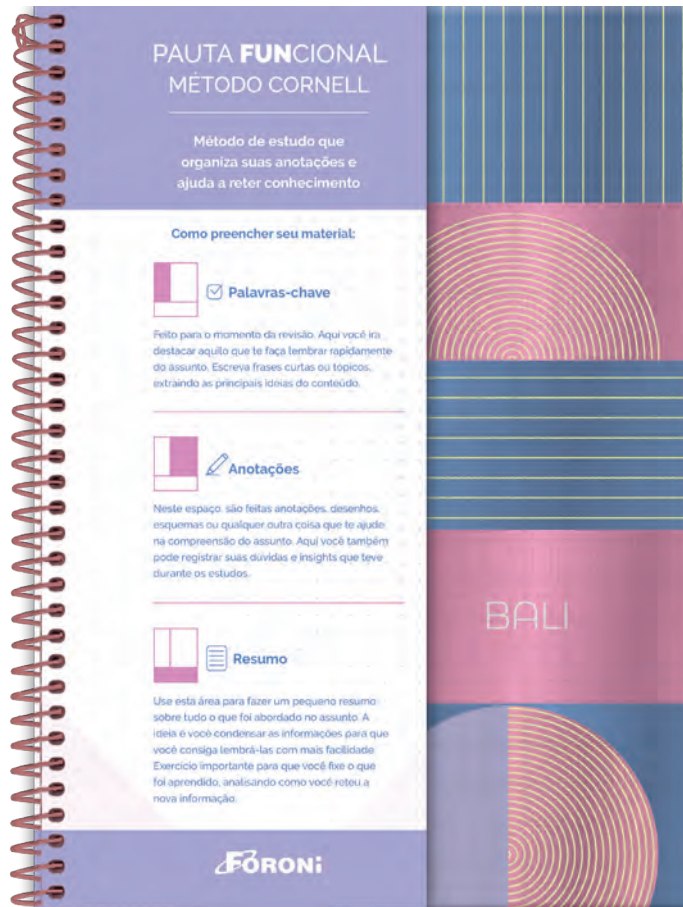 PAUTA FUNCIONAL
MÉTODO CORNELL
Método de estudo que
organiza suas anotações e
ajuda a reter conhecimento
Como preencher seu material:
Palavras-chave
Feito para o momento da revisão. Aqui você ira
destacar aquilo que te faça lembrar rapidamente
do assunto. Escreva frases curtas ou tópicos,
extraindo as principais ideias do conteúdo.
Anotações
Neste espaço, são feitas anotações, desenhos,
esquemas ou qualquer outra coisa que te ajude
na compreensão do assunto. Aqui você também
pode registrar suas dúvidas e insights que teve
durante os estudos.
Resumo
Use esta área para fazer um pequeno resumo
sobre tudo o que foi abordado no assunto. A
ideia é você condensar as informações para que
você consiga lembrá-las com mais facilidade
Exercício importante para que você fixe o que
foi aprendido, analisando como você reteu a
nova informação.
FORONI
BALI